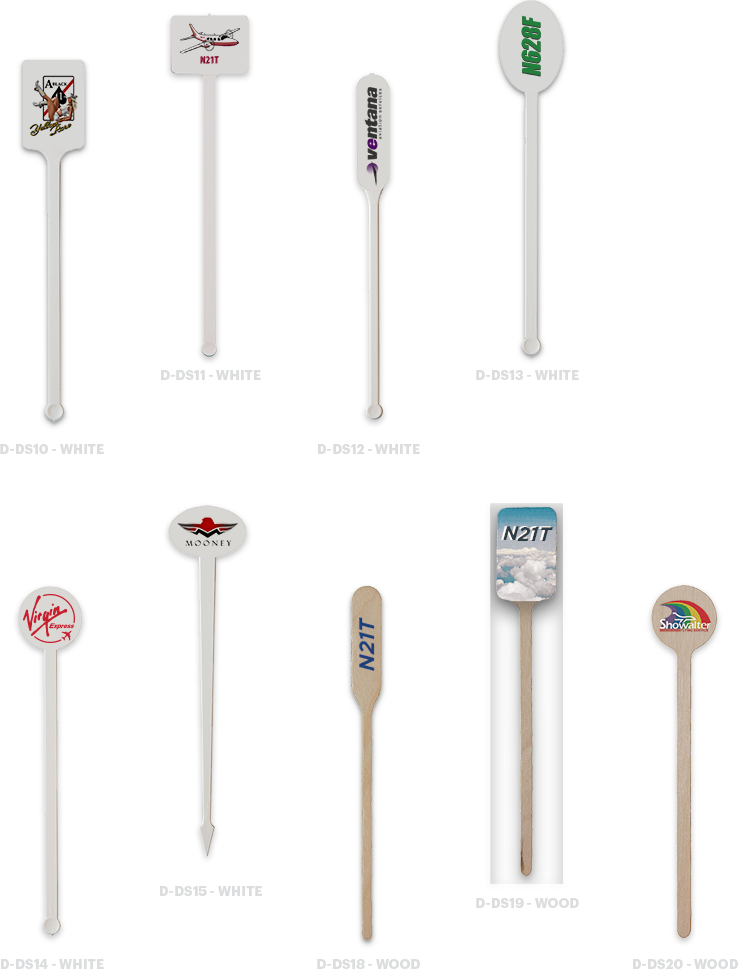 A BLACK
Yellow
N21T
ventana
aviation services
N628F
D-DS11 - WHITE
D-DS13 - WHITE
D-DS10 - WHITE
D-DS12 - WHITE
MOONEY
N21T
Virgin
Express
N21T
Showalter
D-DS15 - WHITE
D-DS19 - WOOD
D-DS14 - WHITE
D-DS18 - WOOD
D-DS20 - WOOD